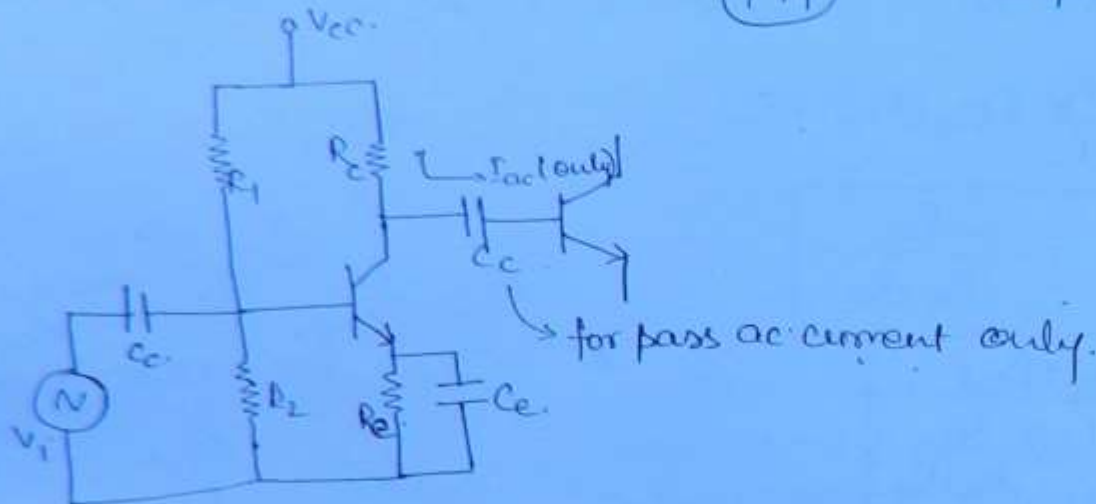 Vcc.
R1
Rc
Iac (only)
Cc
for pass ac current only.
Cc.
V1
R2
Re
Ce.